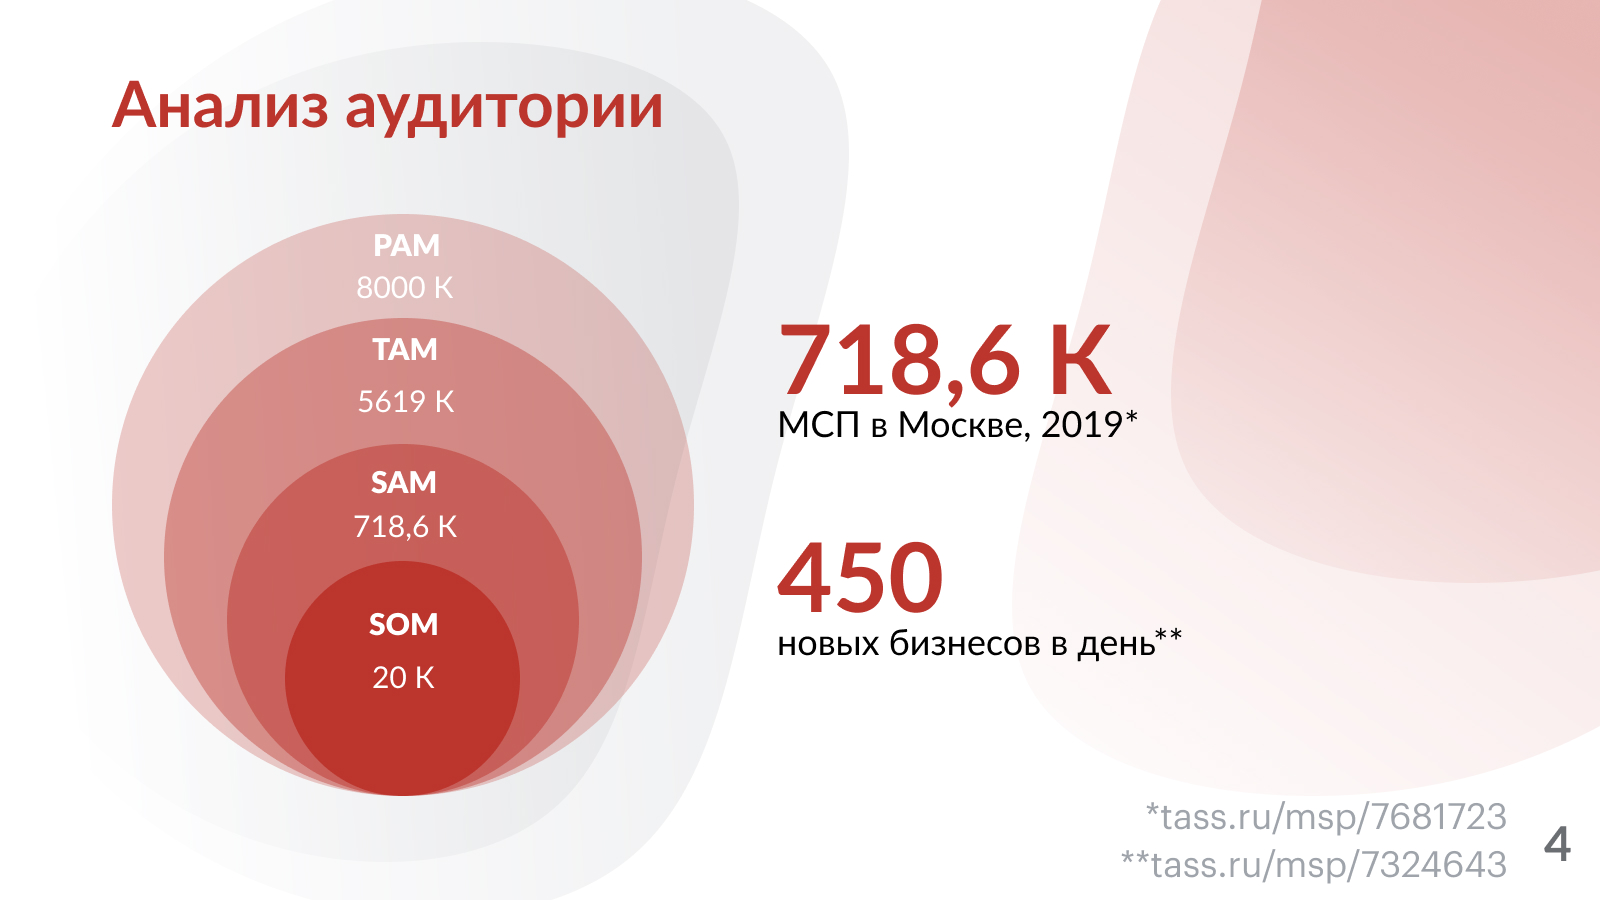 Анализ аудитории
PAM
8000 К
TAM
5619 К
SAM
718,6 К
SOM
20 К
718,6 К
МСП в Москве, 2019*
450
новых бизнесов в день**
*tass.ru/msp/7681723
**tass.ru/msp/7324643
4